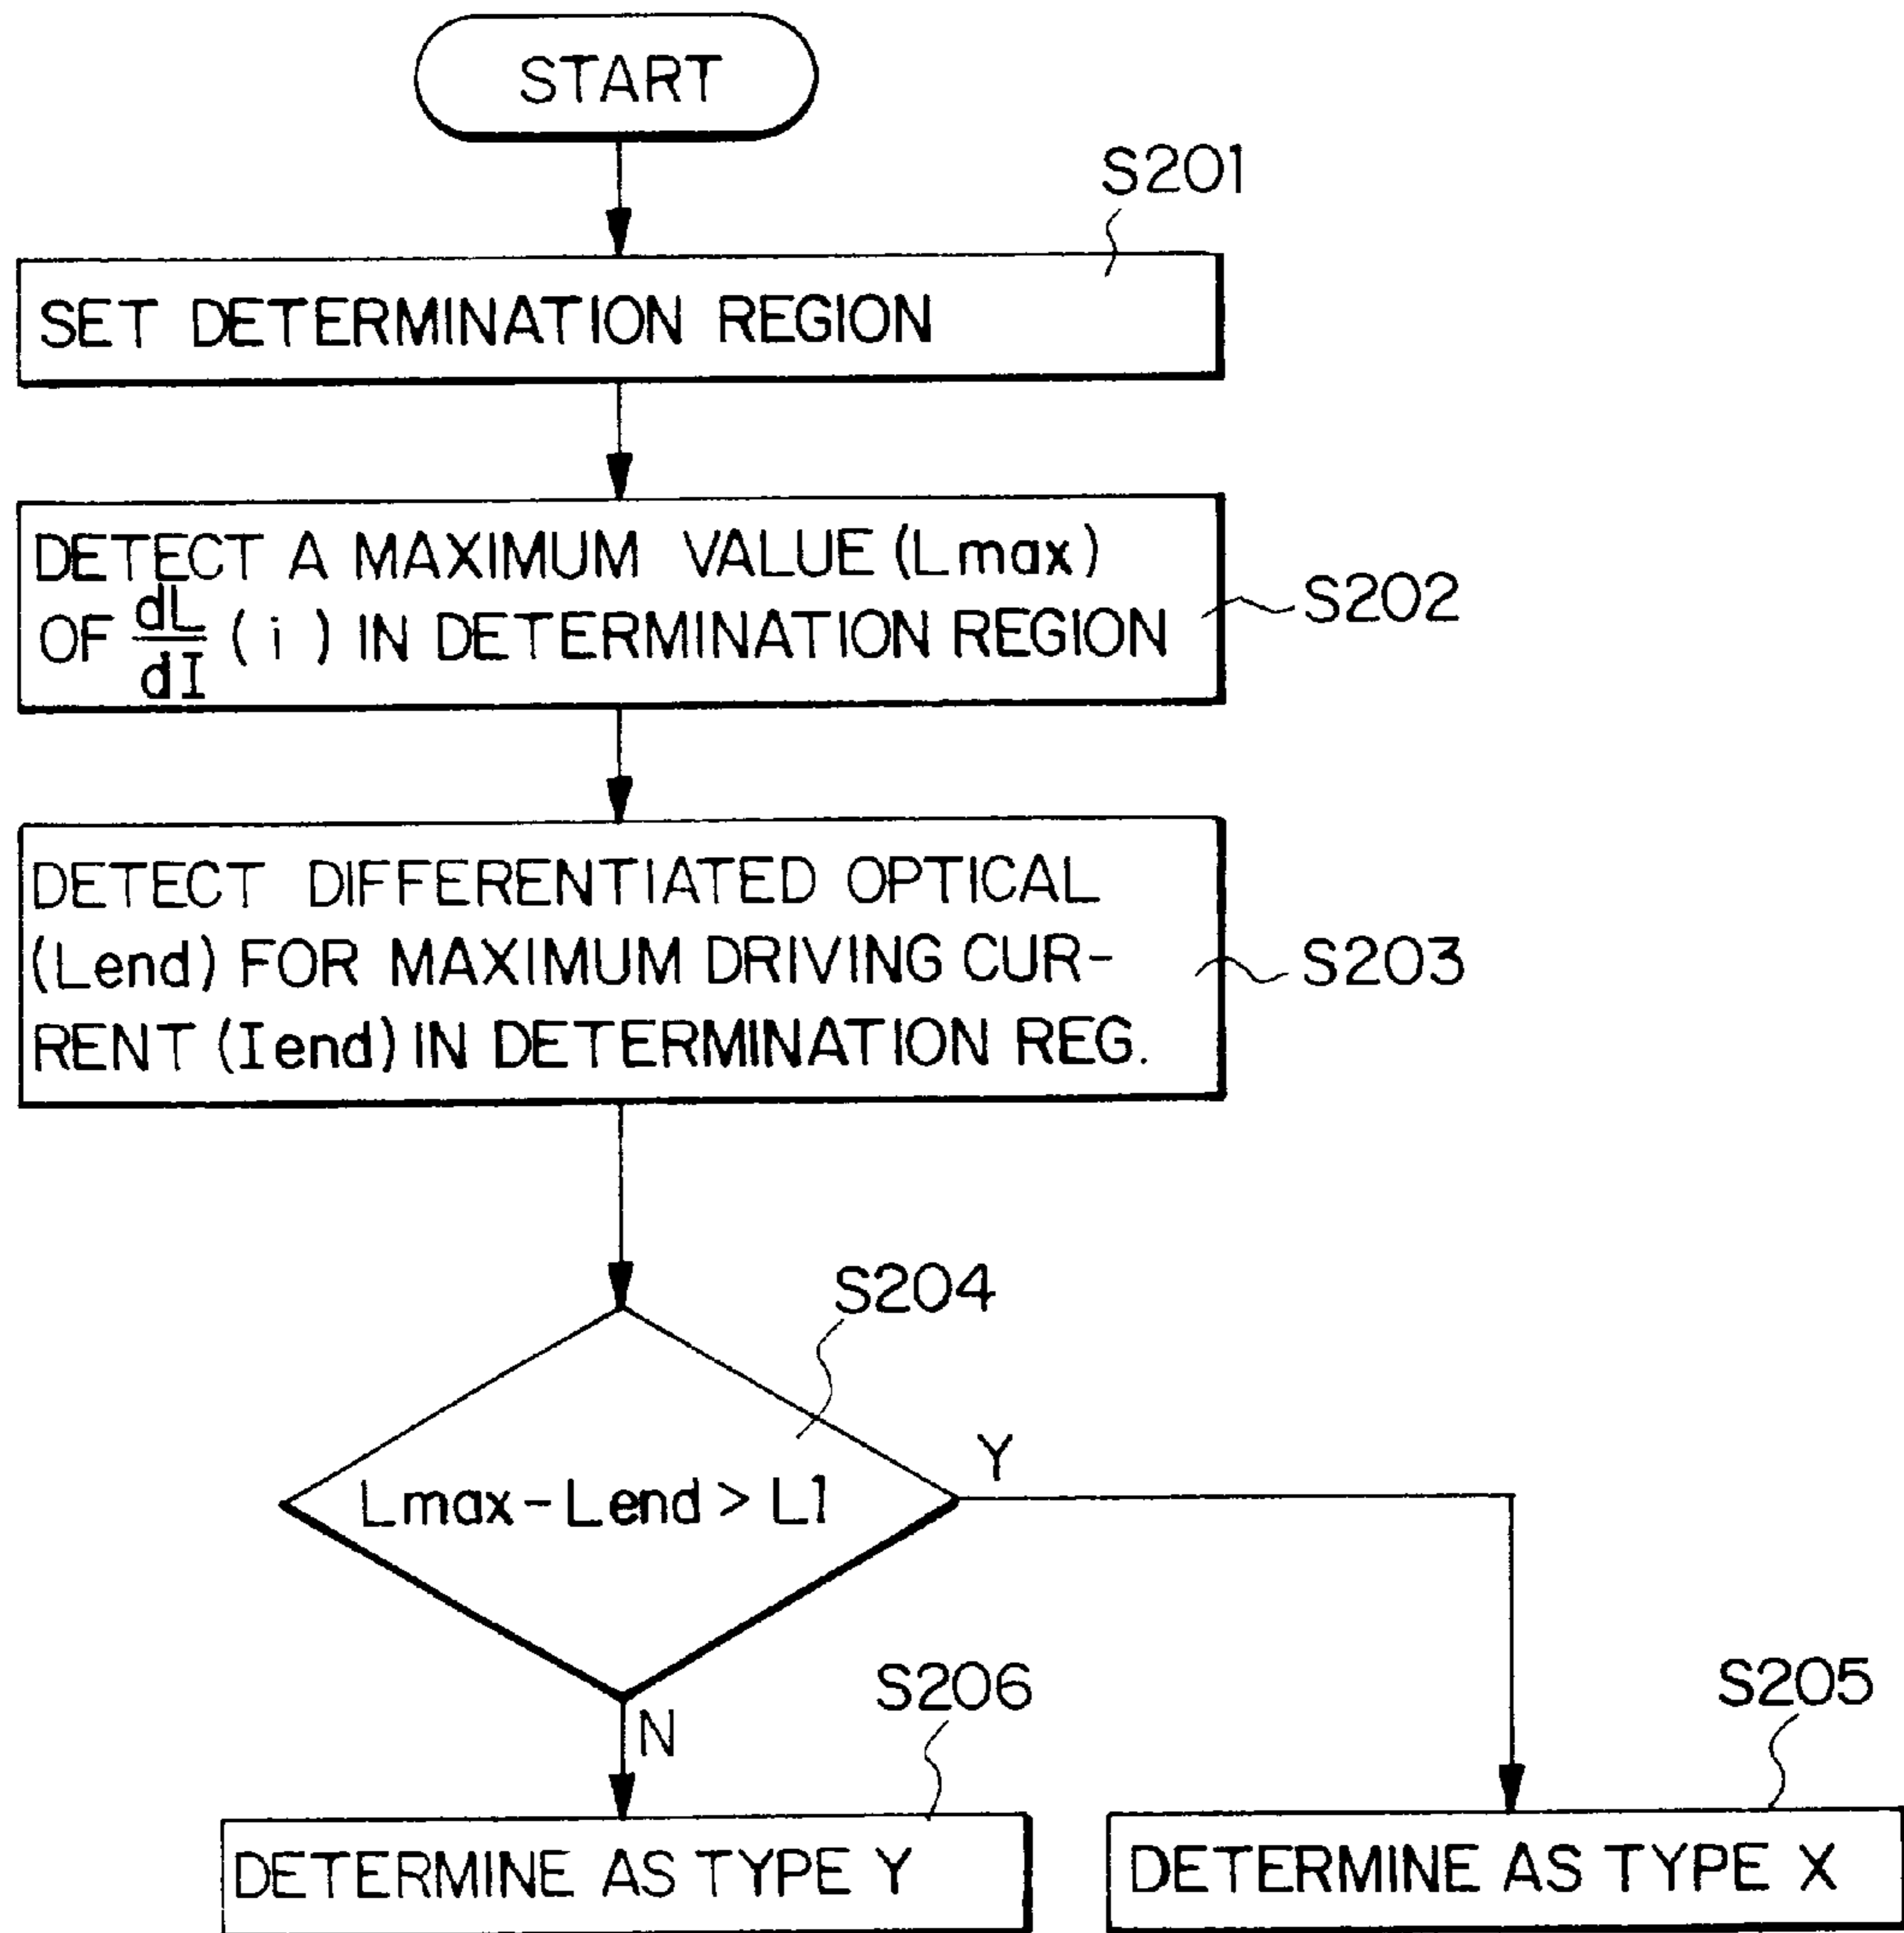 START
S201
SET DETERMINATION REGION
DETECT A MAXIMUM VALUE (Lmax)
OF dL/dI (i) IN DETERMINATION REGION
S202
DETECT DIFFERENTIATED OPTICAL
(Lend) FOR MAXIMUM DRIVING CUR-
RENT (Iend) IN DETERMINATION REG.
S203
S204
Lmax-Lend > L1
Y
N
S206
S205
DETERMINE AS TYPE Y
DETERMINE AS TYPE X